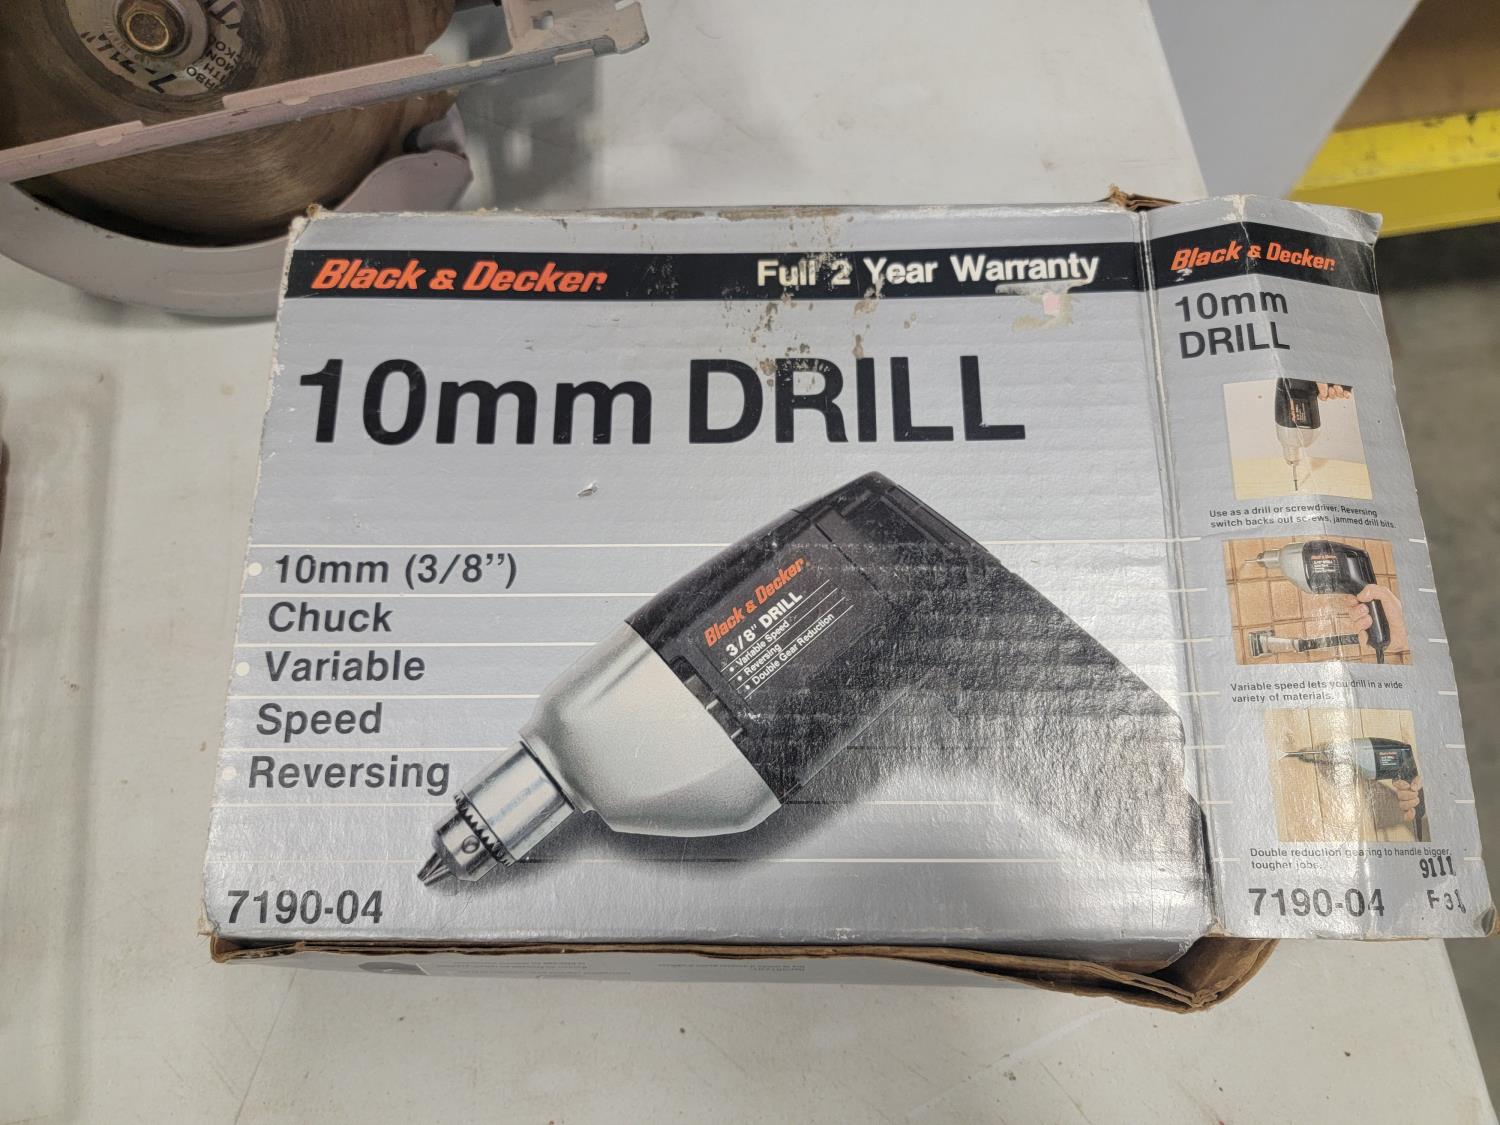 7-7¼"
Black & Decker
Full 2 Year Warranty
10mm DRILL
10mm (3/8")
Chuck
Variable
Speed
Reversing
Black & Decker
3/8" DRILL
• Variable Speed
• Reversing
• Double Gear Reduction
7190-04
Black & Decker
10mm
DRILL
Use as a drill or screwdriver. Reversing
switch backs out screws, jammed drill bits.
Variable speed lets you drill in a wide
variety of materials.
Double reduction gearing to handle bigger,
tougher jobs.
9111
7190-04